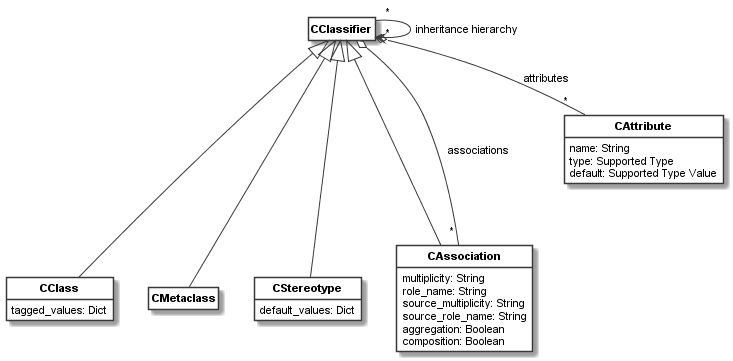 *
CClassifier
inheritance hierarchy
*
attributes
*
CAttribute
name: String
type: Supported Type
default: Supported Type Value
associations
*
CAssociation
multiplicity: String
role_name: String
source_multiplicity: String
source_role_name: String
aggregation: Boolean
composition: Boolean
CClass
tagged_values: Dict
CMetaclass
CStereotype
default_values: Dict